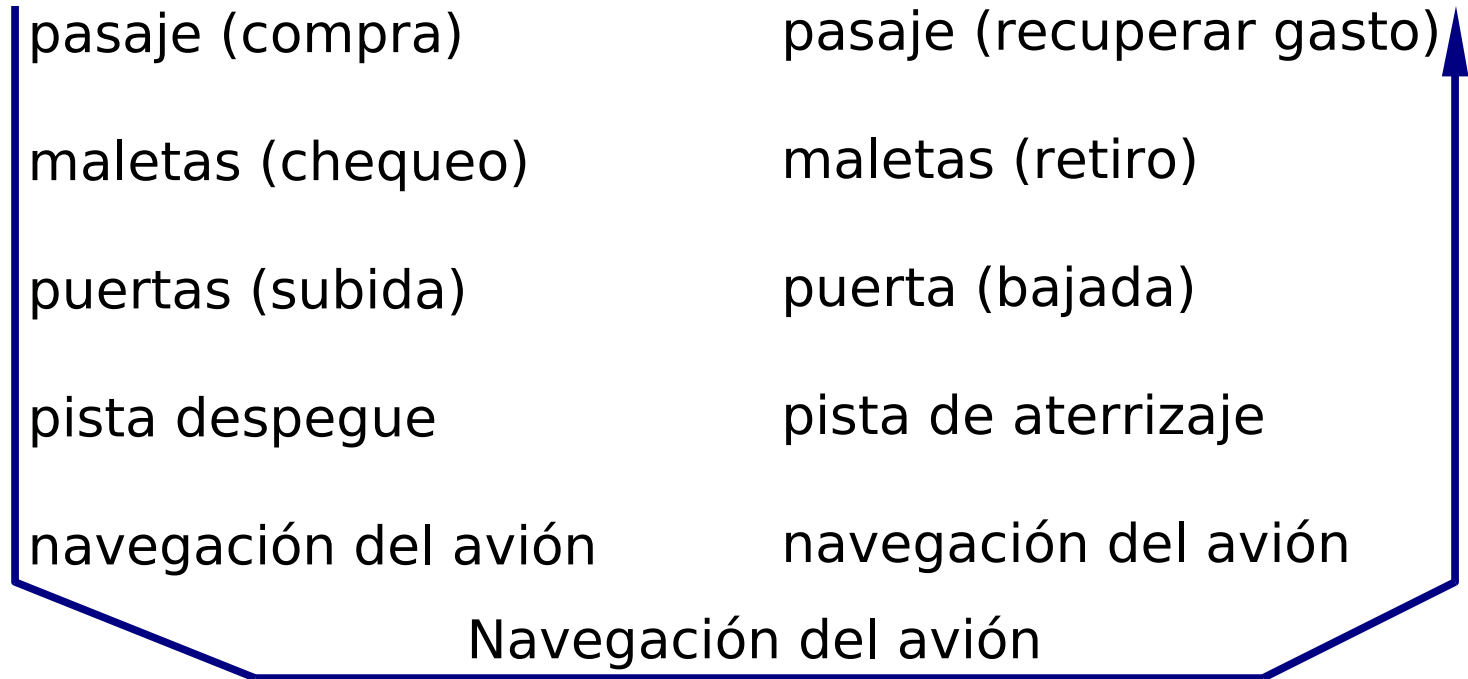 pasaje (compra)
maletas (chequeo)
puertas (subida)
pista despegue
navegación del avión
pasaje (recuperar gasto)
maletas (retiro)
puerta (bajada)
pista de aterrizaje
navegación del avión
Navegación del avión